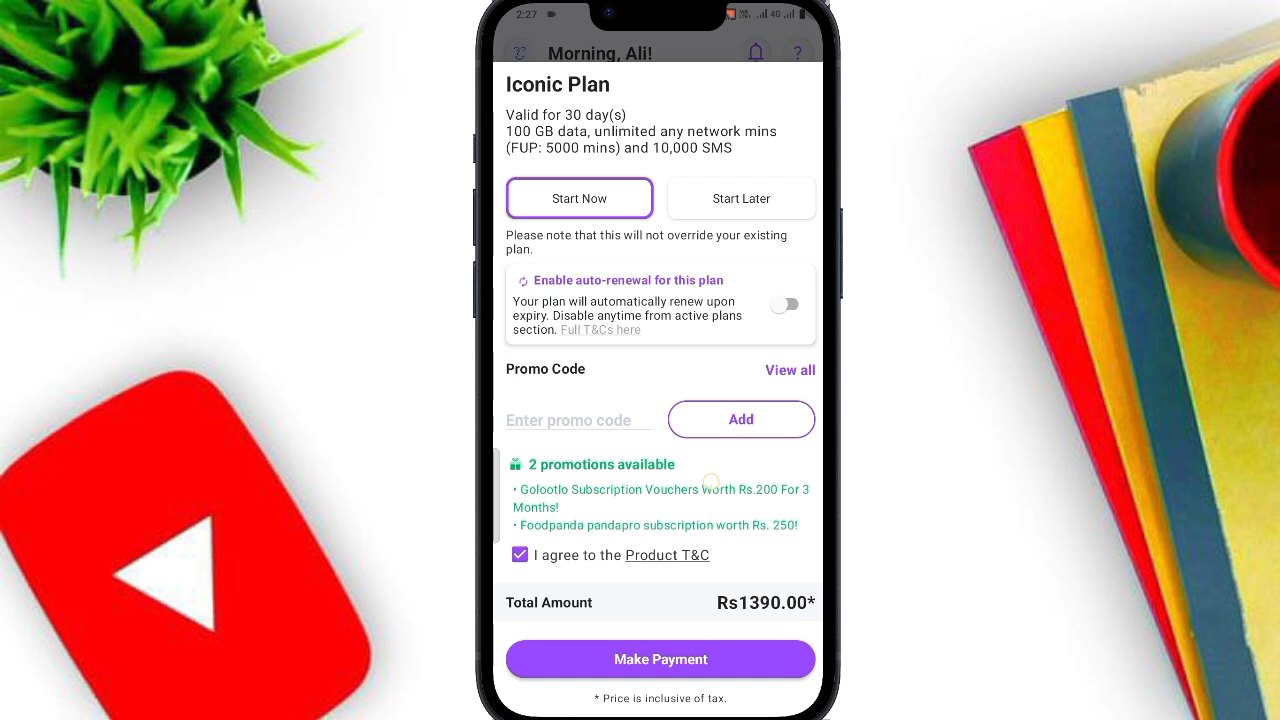 2:27
4G
Morning, Ali!
?
Iconic Plan
Valid for 30 day(s)
100 GB data, unlimited any network mins
(FUP: 5000 mins) and 10,000 SMS
Start Now
Start Later
Please note that this will not override your existing
plan.
Enable auto-renewal for this plan
Your plan will automatically renew upon
expiry. Disable anytime from active plans
section. Full T&Cs here
Promo Code
View all
Enter promo code
Add
2 promotions available
• Golootlo Subscription Vouchers worth Rs.200 For 3
Months!
• Foodpanda pandapro subscription worth Rs. 250!
I agree to the Product T&C
Total Amount
Rs1390.00*
Make Payment
* Price is inclusive of tax.